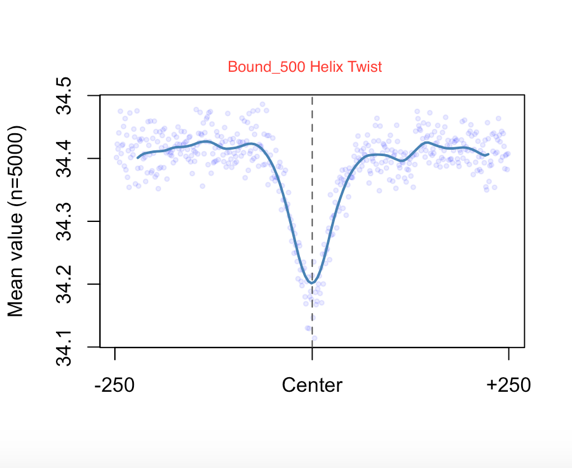 Bound_500 Helix Twist
Mean value (n=5000)
34.5
34.4
34.3
34.2
34.1
-250 Center +250